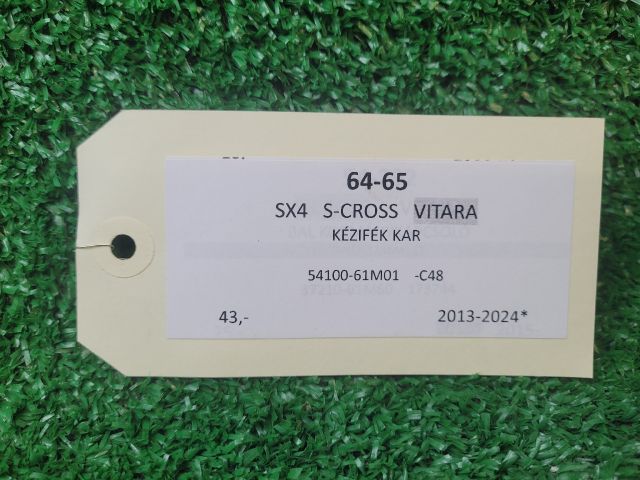 64-65
SX4 S-CROSS VITARA
KÉZIFÉK KAR
54100-61M01 -C48
43,- 2013-2024*